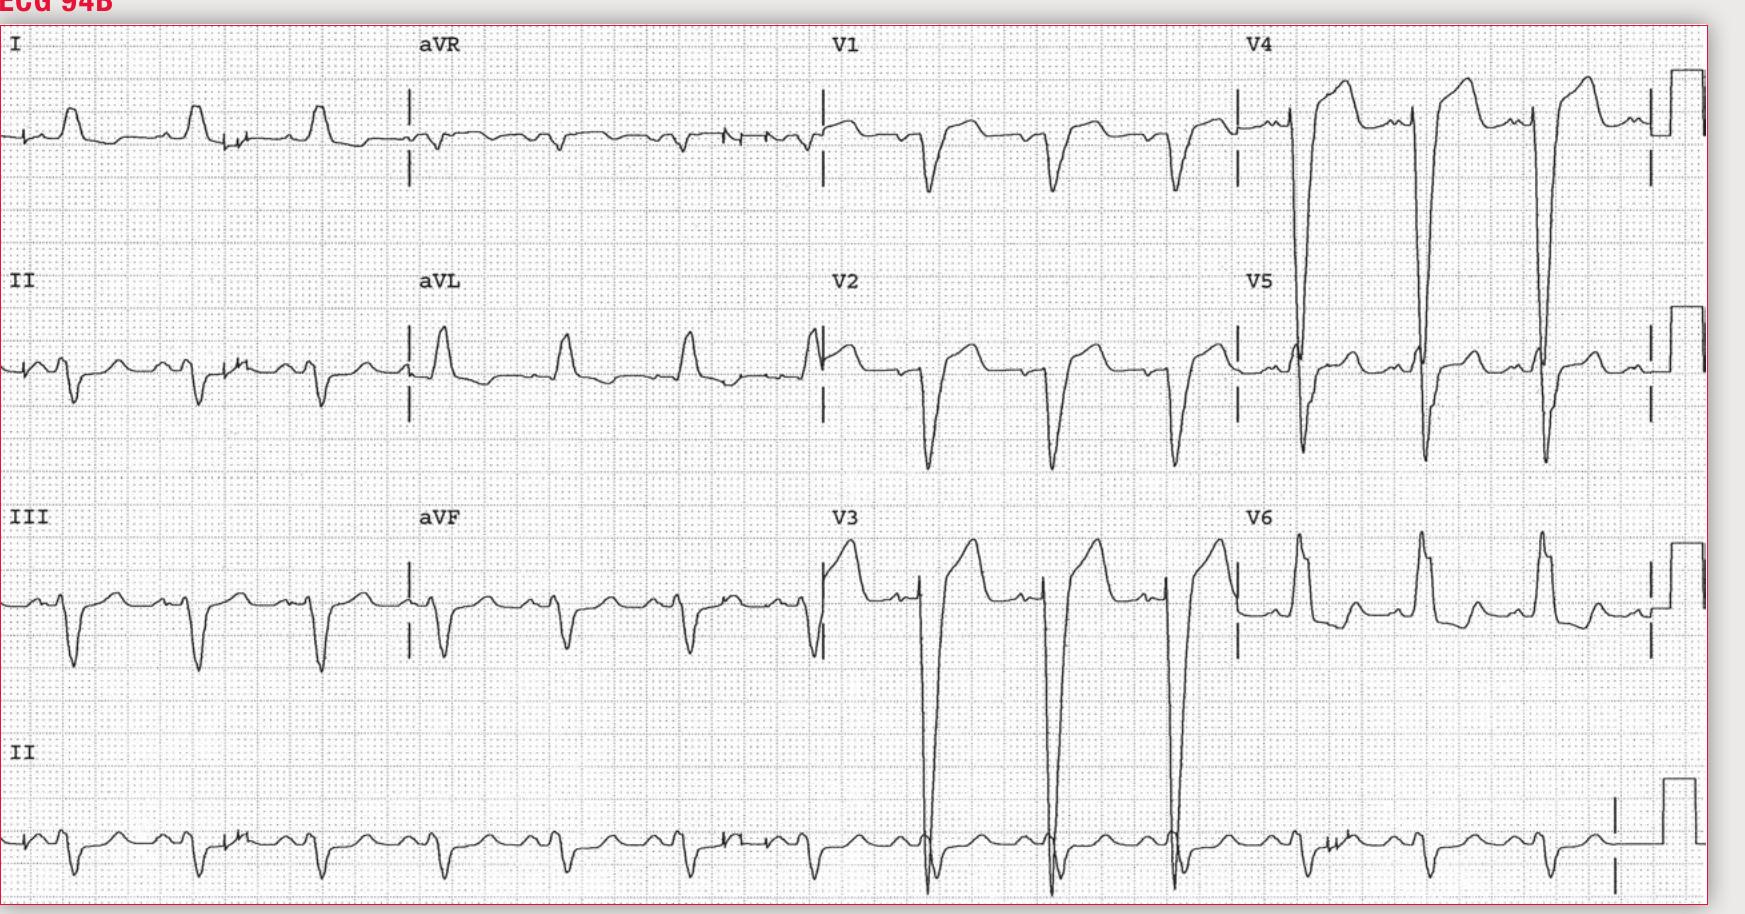 ECG 94B
I aVR V1 V4
II aVL V2 V5
III aVF V3 V6
II